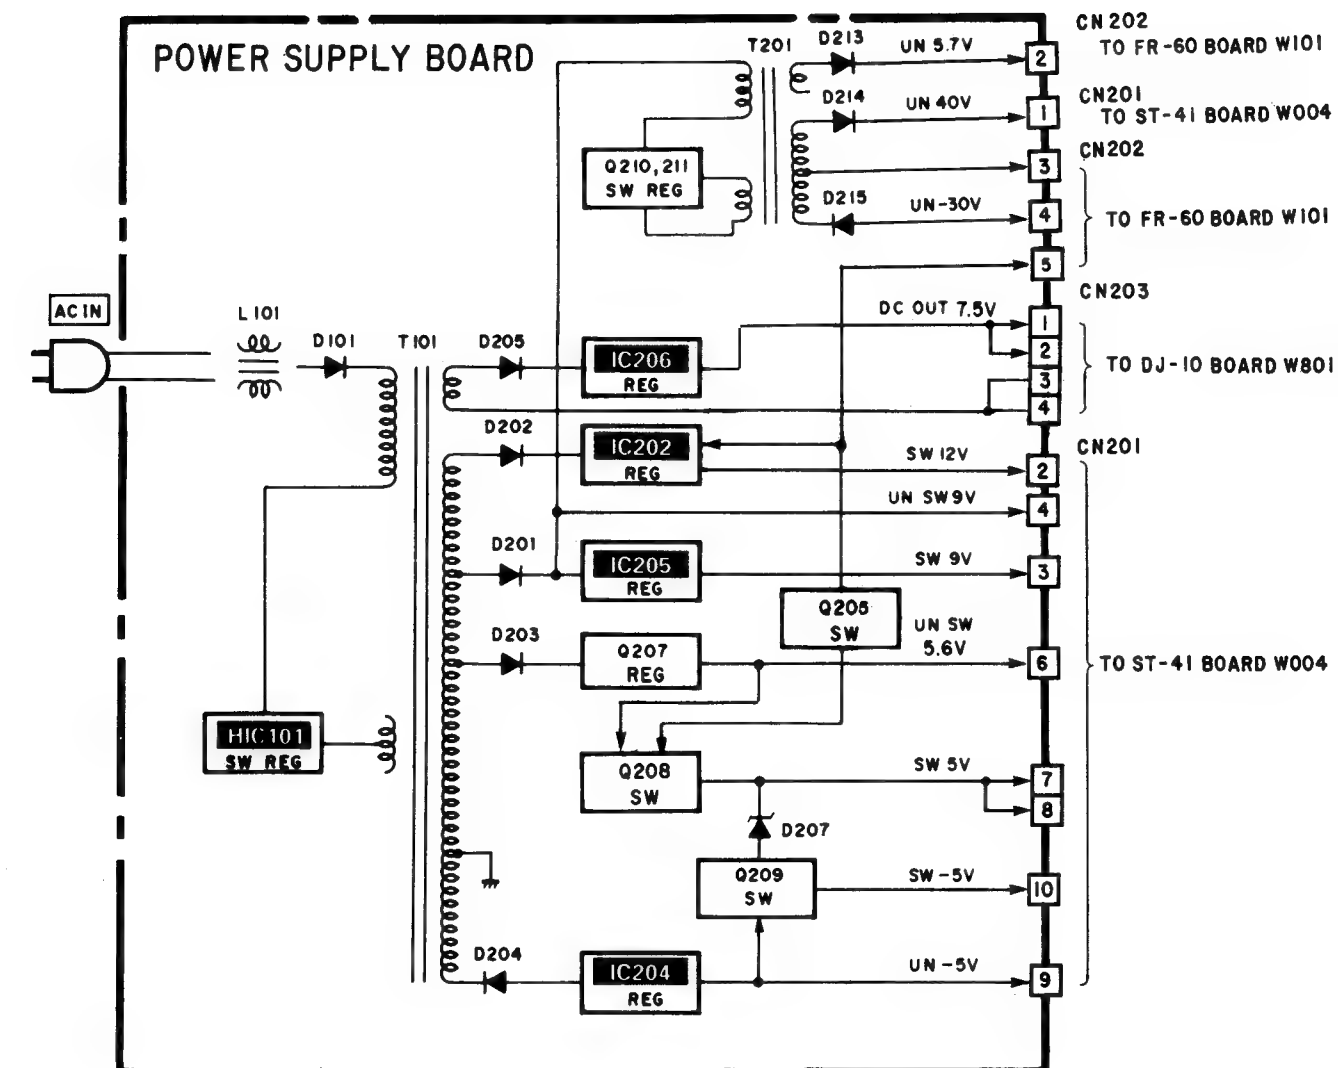 POWER SUPPLY BOARD
CN202
TO FR-60 BOARD W101
T201
D213
UN 5.7V
2
CN201
TO ST-41 BOARD W004
D214
UN 40V
1
CN202
Q210,211
SW REG
3
D215
UN-30V
4
TO FR-60 BOARD W101
5
CN203
AC IN
L101
DC OUT 7.5V
1
D101
T101
D205
IC206
REG
2
TO DJ-10 BOARD W801
3
4
D202
IC202
REG
CN201
SW 12V
2
UN SW 9V
4
D201
IC205
REG
SW 9V
3
Q205
SW
D203
Q207
REG
UN SW
5.6V
6
TO ST-41 BOARD W004
HIC101
SW REG
Q208
SW
SW 5V
7
8
D207
Q209
SW
SW -5V
10
D204
IC204
REG
UN -5V
9